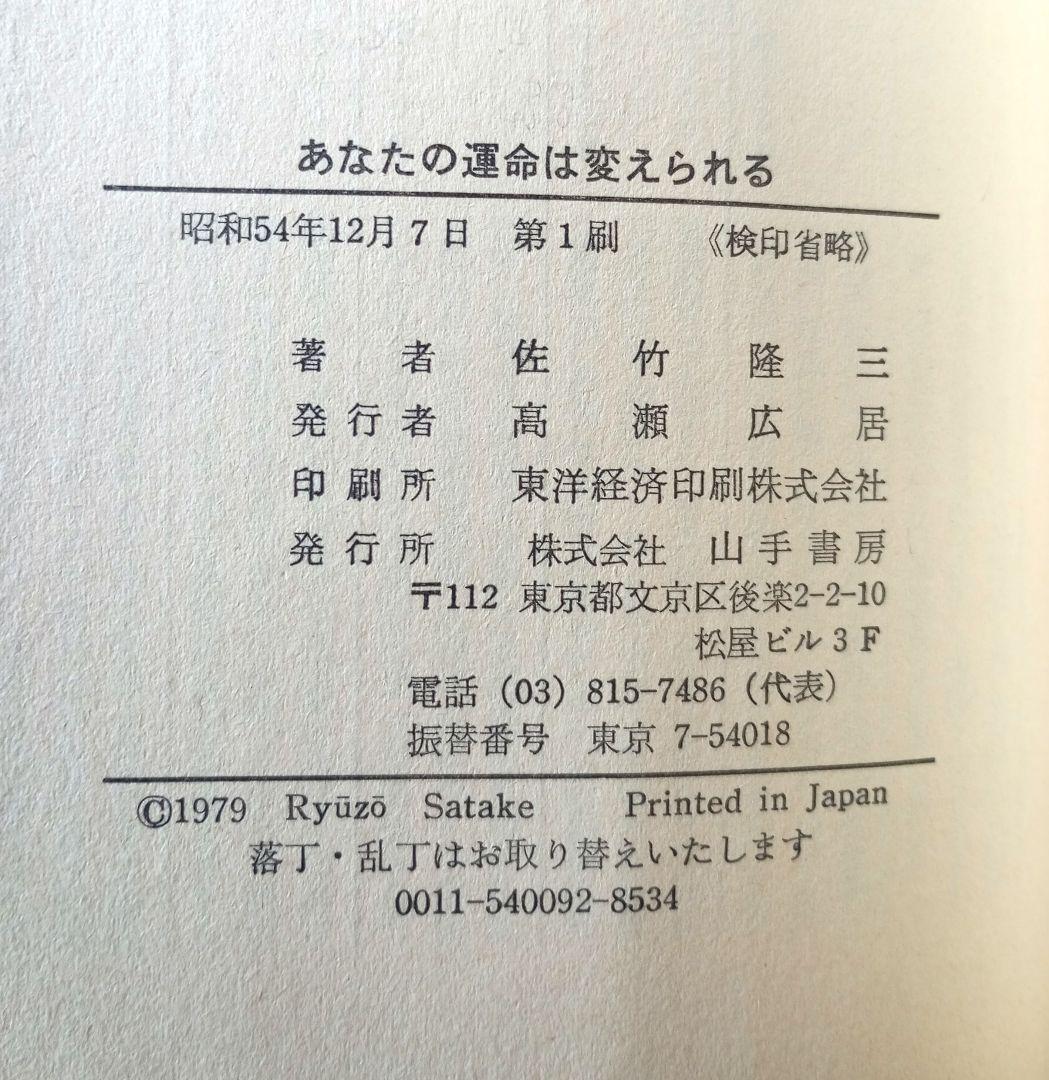 あなたの運命は変えられる
昭和54年12月7日 第1刷 《検印省略》
著者 佐竹隆三
発行者 高瀬広居
印刷所 東洋経済印刷株式会社
発行所 株式会社 山手書房
〒112 東京都文京区後楽2-2-10
松屋ビル3F
電話 (03) 815-7486 (代表)
振替番号 東京 7-54018
©1979 Ryūzō Satake Printed in Japan
落丁・乱丁はお取り替えいたします
0011-540092-8534